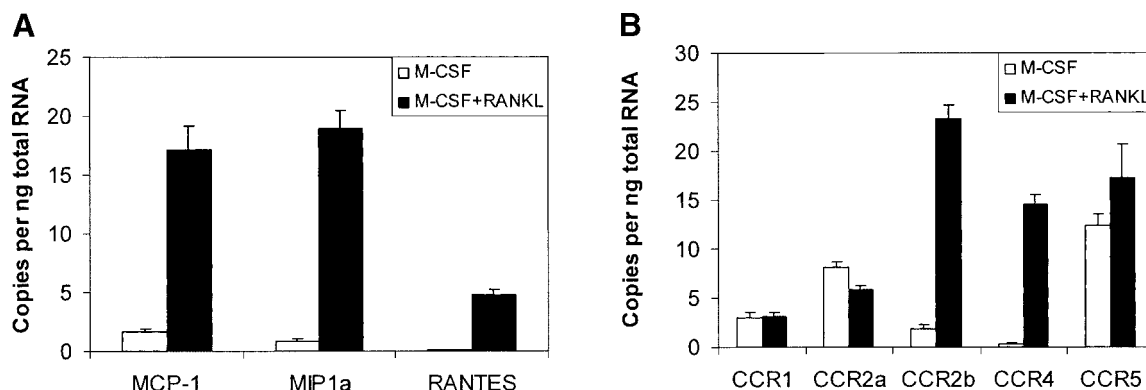 A
Copies per ng total RNA
25
20
15
10
5
0
M-CSF
M-CSF+RANKL
MCP-1 MIP1a RANTES
B
Copies per ng total RNA
30
25
20
15
10
5
0
M-CSF
M-CSF+RANKL
CCR1 CCR2a CCR2b CCR4 CCR5